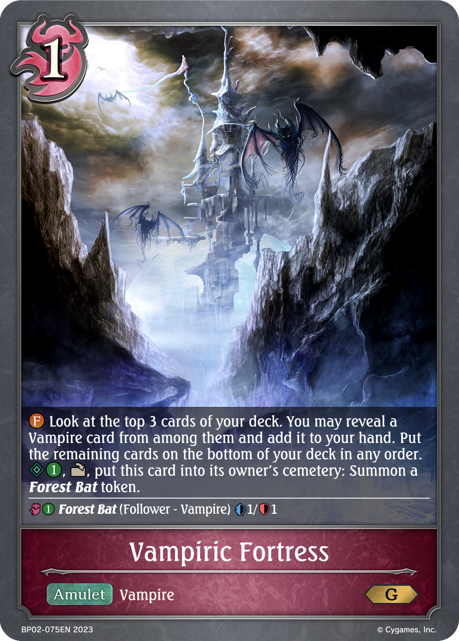 1
F Look at the top 3 cards of your deck. You may reveal a
Vampire card from among them and add it to your hand. Put
the remaining cards on the bottom of your deck in any order.
1, , put this card into its owner's cemetery: Summon a
Forest Bat token.
1 Forest Bat (Follower - Vampire) 1/ 1
Vampiric Fortress
Amulet Vampire G
BP02-075EN 2023 © Cygames, Inc.